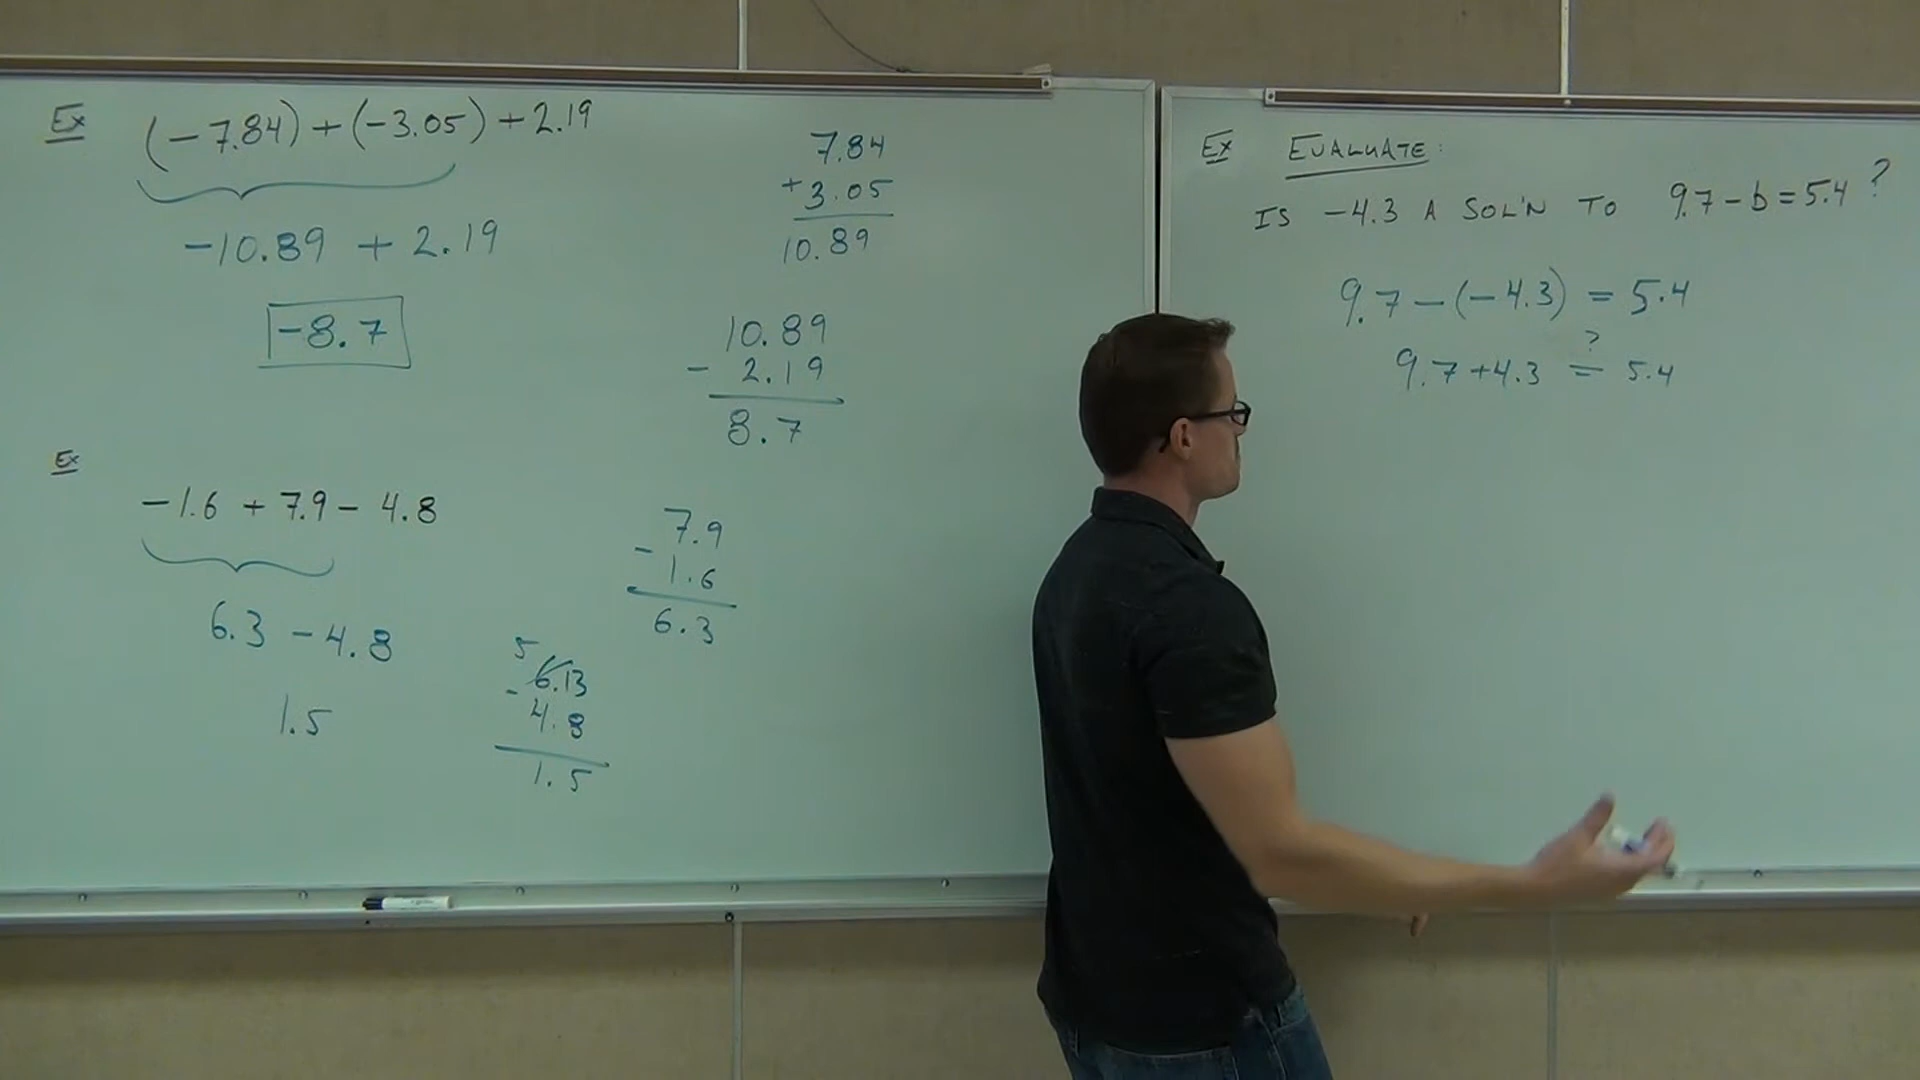 Ex (-7.84) + (-3.05) + 2.19
-10.89 + 2.19
-8.7
7.84
+ 3.05
10.89
10.89
- 2.19
8.7
Ex
-1.6 + 7.9 - 4.8
6.3 - 4.8
1.5
7.9
- 1.6
6.3
5
6.13
- 4.8
1.5
Ex EVALUATE:
IS -4.3 A SOL'N TO 9.7 - b = 5.4 ?
9.7 - (-4.3) = 5.4
?
9.7 + 4.3 = 5.4